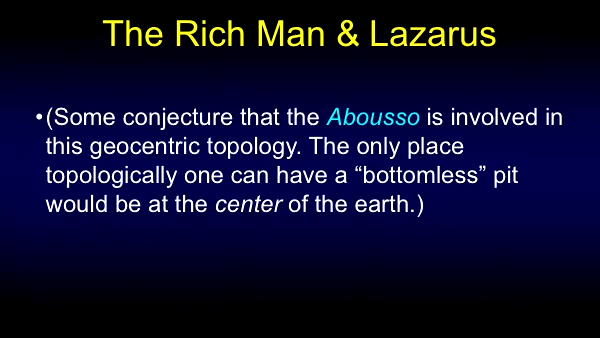 The Rich Man & Lazarus
•(Some conjecture that the Abousso is involved in
this geocentric topology. The only place
topologically one can have a “bottomless” pit
would be at the center of the earth.)